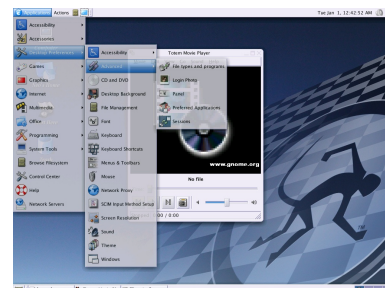 Applications Actions
Tue Jan 1, 12:42:52 AM
Accessibility
Accessories
Desktop Preferences
Games
Graphics
Internet
Multimedia
Office
Programming
System Tools
Browse Filesystem
Control Center
Help
Network Servers
Accessibility
Advanced
CD and DVD
Desktop Background
File Management
Font
Keyboard
Keyboard Shortcuts
Menus & Toolbars
Mouse
Network Proxy
SCIM Input Method Setup
Screen Resolution
Sound
Theme
Windows
File types and programs
Login Photo
Panel
Preferred Applications
Sessions
Totem Movie Player
www.gnome.org
No file
0:00 / 0:00